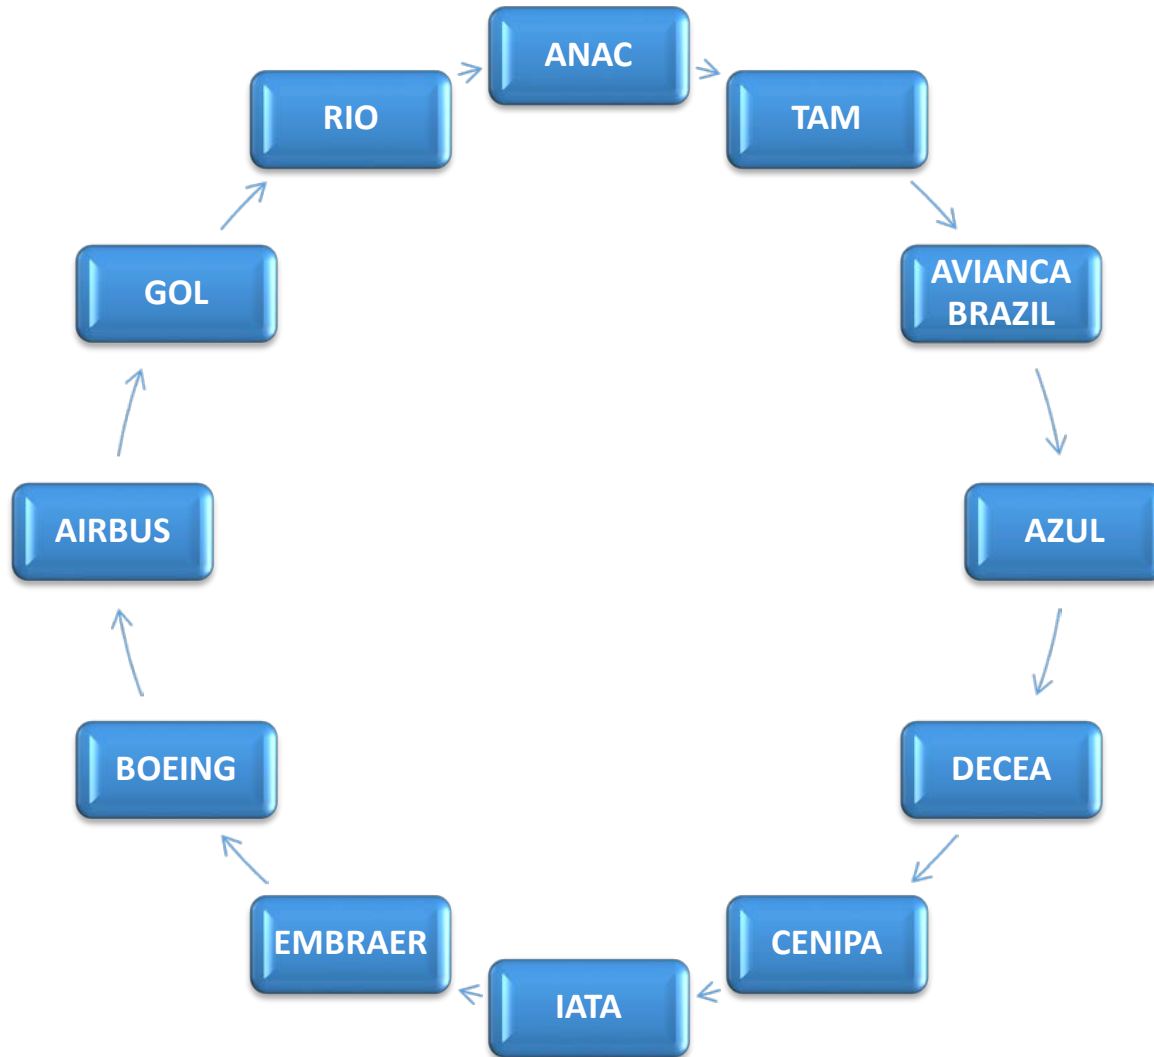 ANAC
TAM
AVIANCA
BRAZIL
AZUL
DECEA
CENIPA
IATA
EMBRAER
BOEING
AIRBUS
GOL
RIO